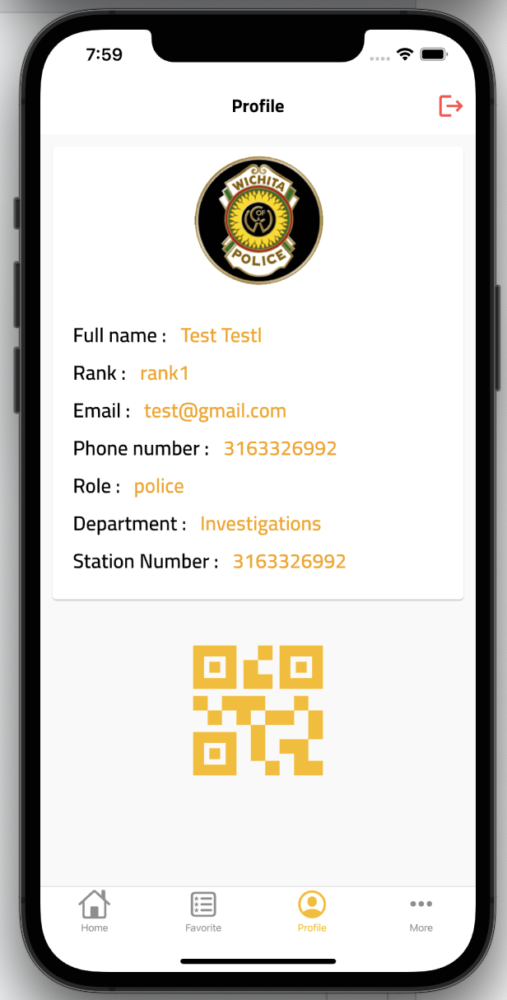 7:59
Profile
WICHITA
OF
POLICE
Full name : Test Testl
Rank : rank1
Email : test@gmail.com
Phone number : 3163326992
Role : police
Department : Investigations
Station Number : 3163326992
Home
Favorite
Profile
More